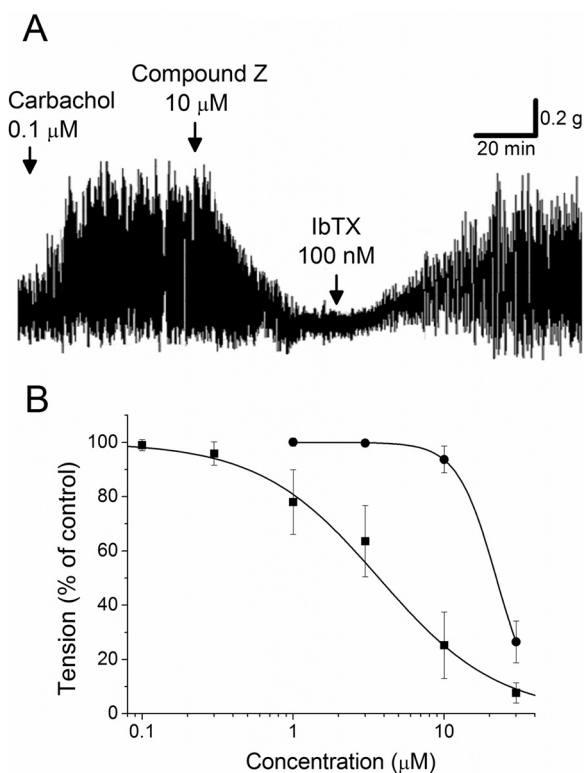 A
Carbachol
0.1 μM
Compound Z
10 μM
0.2 g
20 min
IbTX
100 nM
B
Tension (% of control)
100
80
60
40
20
0
0.1
1
10
Concentration (μM)